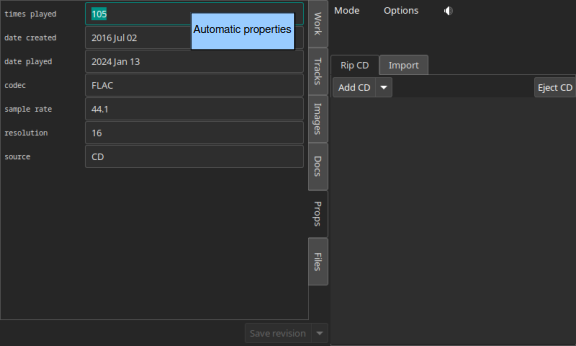 times played 105
Automatic properties
date created 2016 Jul 02
date played 2024 Jan 13
codec FLAC
sample rate 44.1
resolution 16
source CD
Work
Tracks
Images
Docs
Props
Files
Save revision
Mode Options
Rip CD Import
Add CD Eject CD